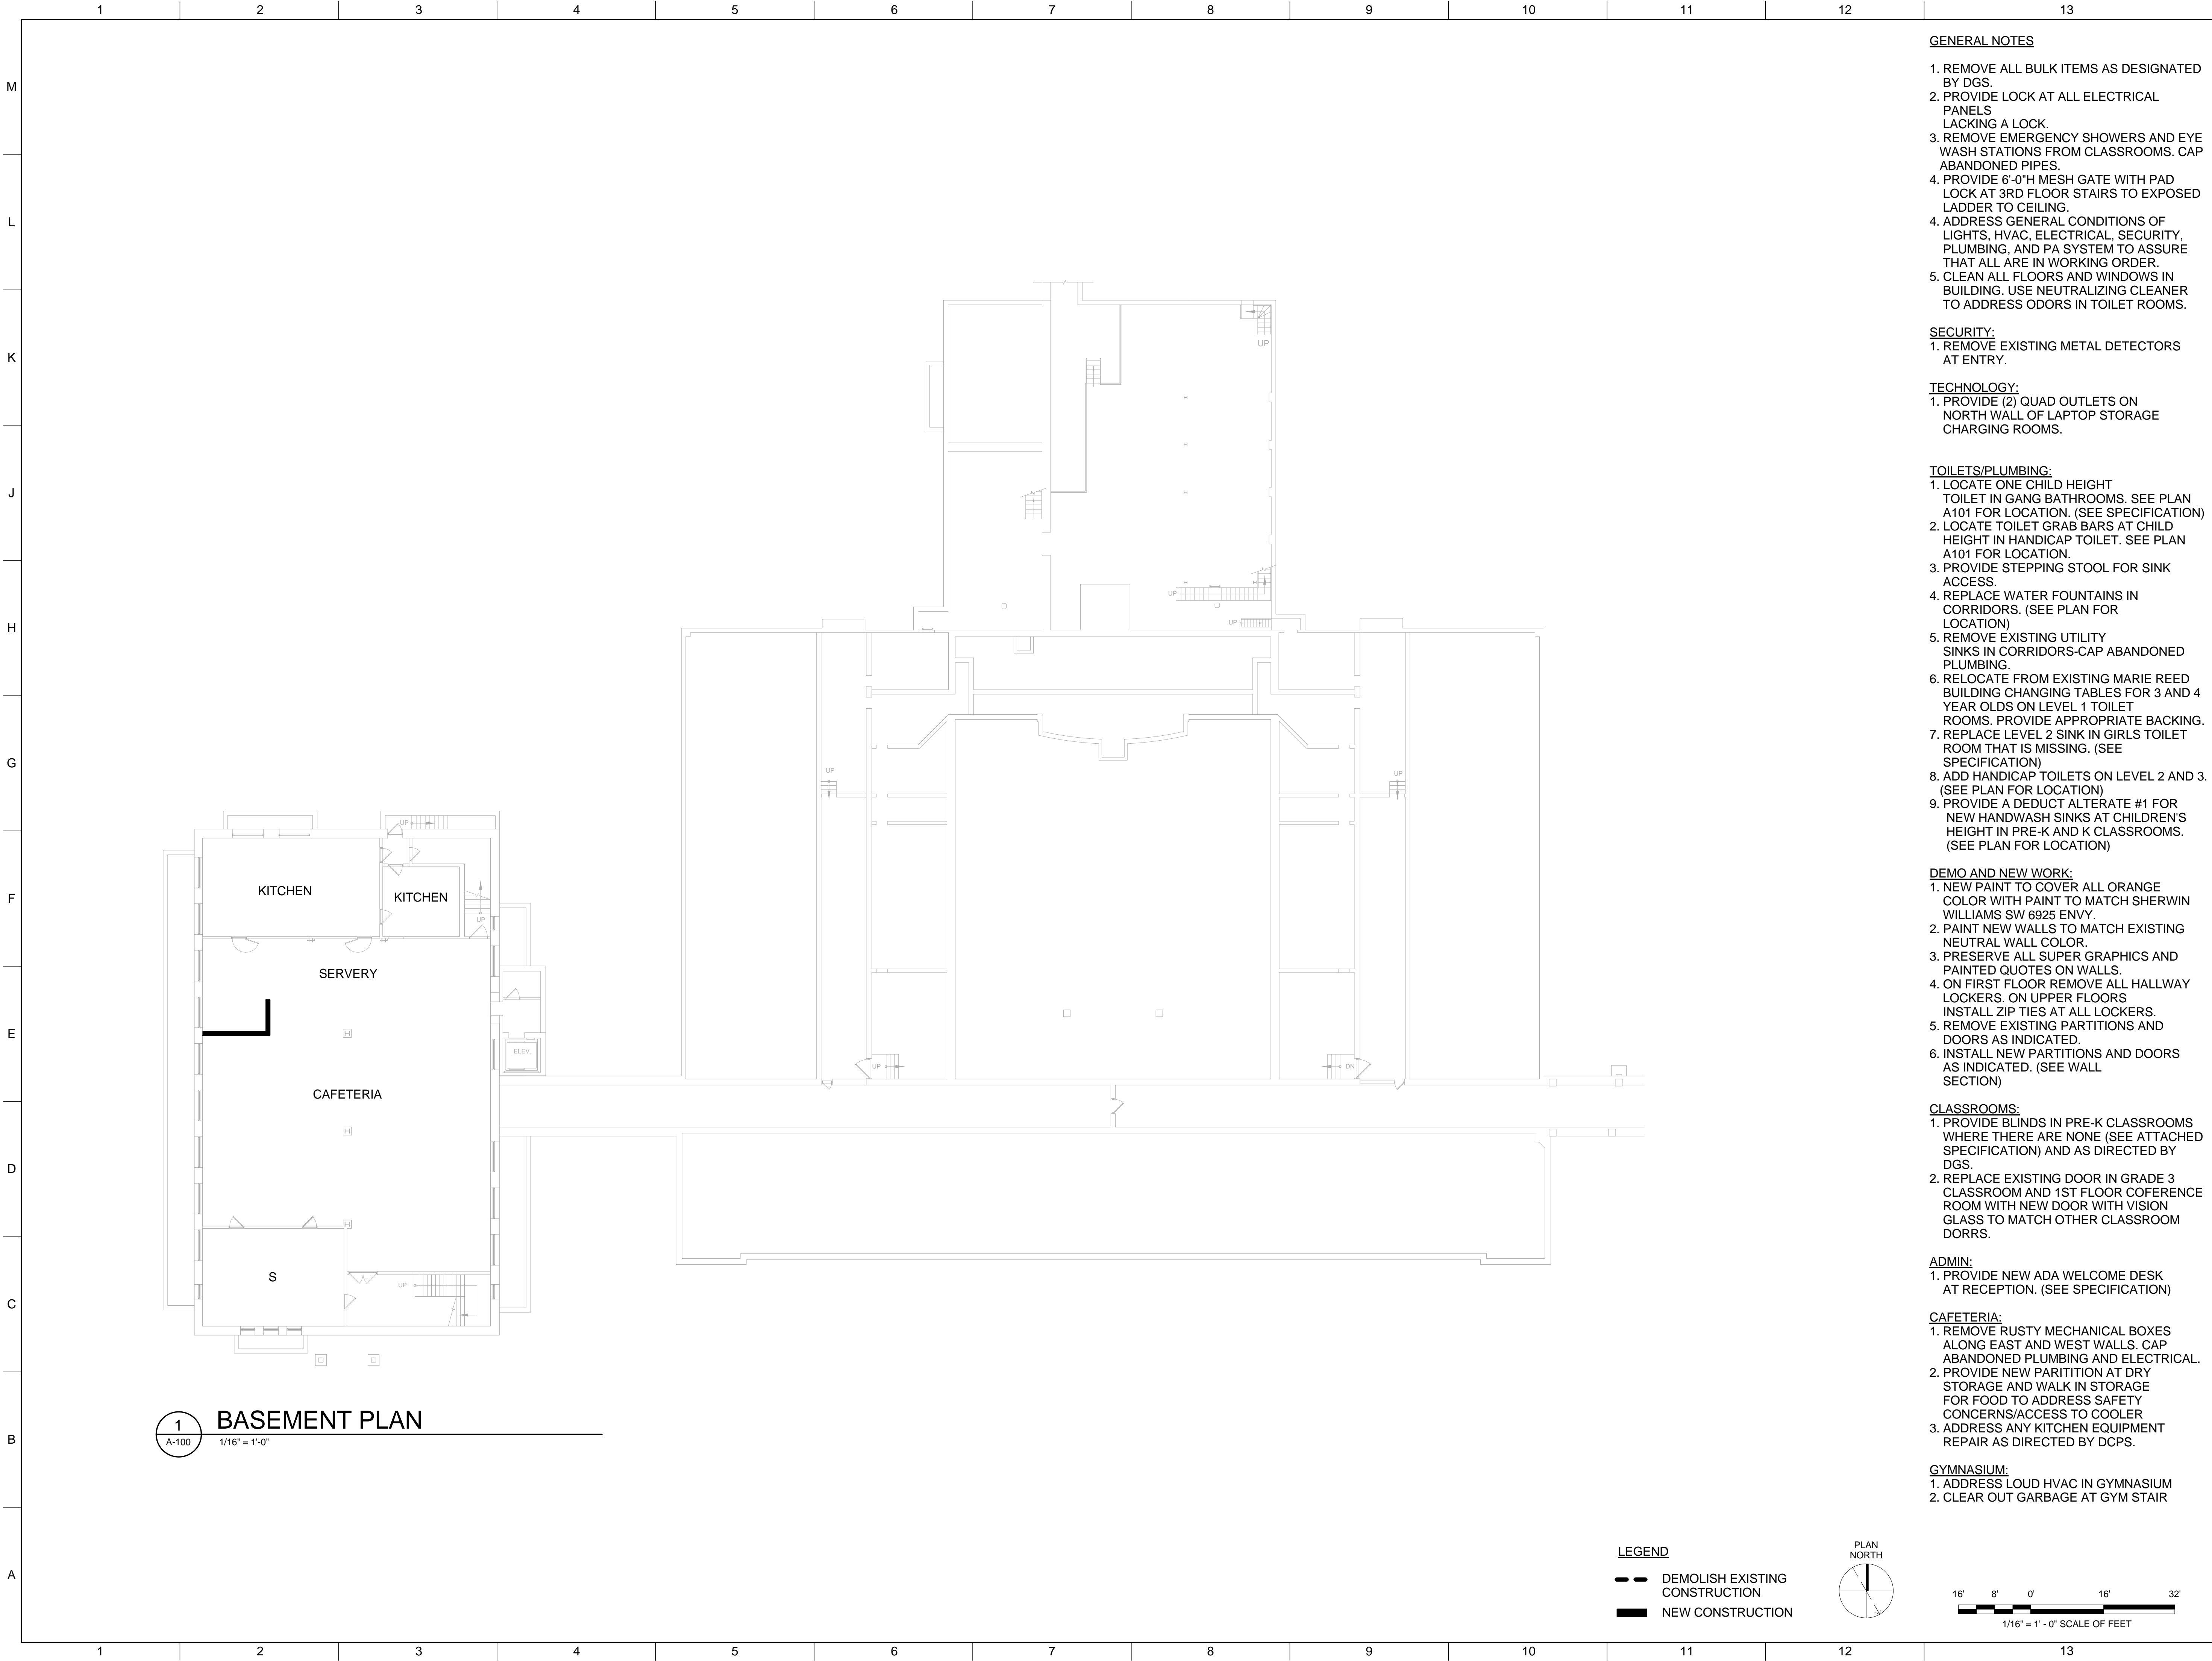 1 2 3 4 5 6 7 8 9 10 11 12 13
M
L
K
J
H
G
F
E
D
C
B
A
UP
UP
UP
UP
UP
UP
UP
KITCHEN
KITCHEN
UP
SERVERY
ELEV.
UP
DN
CAFETERIA
S
UP
1
A-100
BASEMENT PLAN
1/16" = 1'-0"
GENERAL NOTES
1. REMOVE ALL BULK ITEMS AS DESIGNATED
BY DGS.
2. PROVIDE LOCK AT ALL ELECTRICAL
PANELS
LACKING A LOCK.
3. REMOVE EMERGENCY SHOWERS AND EYE
WASH STATIONS FROM CLASSROOMS. CAP
ABANDONED PIPES.
4. PROVIDE 6'-0"H MESH GATE WITH PAD
LOCK AT 3RD FLOOR STAIRS TO EXPOSED
LADDER TO CEILING.
4. ADDRESS GENERAL CONDITIONS OF
LIGHTS, HVAC, ELECTRICAL, SECURITY,
PLUMBING, AND PA SYSTEM TO ASSURE
THAT ALL ARE IN WORKING ORDER.
5. CLEAN ALL FLOORS AND WINDOWS IN
BUILDING. USE NEUTRALIZING CLEANER
TO ADDRESS ODORS IN TOILET ROOMS.
SECURITY:
1. REMOVE EXISTING METAL DETECTORS
AT ENTRY.
TECHNOLOGY:
1. PROVIDE (2) QUAD OUTLETS ON
NORTH WALL OF LAPTOP STORAGE
CHARGING ROOMS.
TOILETS/PLUMBING:
1. LOCATE ONE CHILD HEIGHT
TOILET IN GANG BATHROOMS. SEE PLAN
A101 FOR LOCATION. (SEE SPECIFICATION)
2. LOCATE TOILET GRAB BARS AT CHILD
HEIGHT IN HANDICAP TOILET. SEE PLAN
A101 FOR LOCATION.
3. PROVIDE STEPPING STOOL FOR SINK
ACCESS.
4. REPLACE WATER FOUNTAINS IN
CORRIDORS. (SEE PLAN FOR
LOCATION)
5. REMOVE EXISTING UTILITY
SINKS IN CORRIDORS-CAP ABANDONED
PLUMBING.
6. RELOCATE FROM EXISTING MARIE REED
BUILDING CHANGING TABLES FOR 3 AND 4
YEAR OLDS ON LEVEL 1 TOILET
ROOMS. PROVIDE APPROPRIATE BACKING.
7. REPLACE LEVEL 2 SINK IN GIRLS TOILET
ROOM THAT IS MISSING. (SEE
SPECIFICATION)
8. ADD HANDICAP TOILETS ON LEVEL 2 AND 3.
(SEE PLAN FOR LOCATION)
9. PROVIDE A DEDUCT ALTERATE #1 FOR
NEW HANDWASH SINKS AT CHILDREN'S
HEIGHT IN PRE-K AND K CLASSROOMS.
(SEE PLAN FOR LOCATION)
DEMO AND NEW WORK:
1. NEW PAINT TO COVER ALL ORANGE
COLOR WITH PAINT TO MATCH SHERWIN
WILLIAMS SW 6925 ENVY.
2. PAINT NEW WALLS TO MATCH EXISTING
NEUTRAL WALL COLOR.
3. PRESERVE ALL SUPER GRAPHICS AND
PAINTED QUOTES ON WALLS.
4. ON FIRST FLOOR REMOVE ALL HALLWAY
LOCKERS. ON UPPER FLOORS
INSTALL ZIP TIES AT ALL LOCKERS.
5. REMOVE EXISTING PARTITIONS AND
DOORS AS INDICATED.
6. INSTALL NEW PARTITIONS AND DOORS
AS INDICATED. (SEE WALL
SECTION)
CLASSROOMS:
1. PROVIDE BLINDS IN PRE-K CLASSROOMS
WHERE THERE ARE NONE (SEE ATTACHED
SPECIFICATION) AND AS DIRECTED BY
DGS.
2. REPLACE EXISTING DOOR IN GRADE 3
CLASSROOM AND 1ST FLOOR COFERENCE
ROOM WITH NEW DOOR WITH VISION
GLASS TO MATCH OTHER CLASSROOM
DORRS.
ADMIN:
1. PROVIDE NEW ADA WELCOME DESK
AT RECEPTION. (SEE SPECIFICATION)
CAFETERIA:
1. REMOVE RUSTY MECHANICAL BOXES
ALONG EAST AND WEST WALLS. CAP
ABANDONED PLUMBING AND ELECTRICAL.
2. PROVIDE NEW PARITITION AT DRY
STORAGE AND WALK IN STORAGE
FOR FOOD TO ADDRESS SAFETY
CONCERNS/ACCESS TO COOLER
3. ADDRESS ANY KITCHEN EQUIPMENT
REPAIR AS DIRECTED BY DCPS.
GYMNASIUM:
1. ADDRESS LOUD HVAC IN GYMNASIUM
2. CLEAR OUT GARBAGE AT GYM STAIR
LEGEND
DEMOLISH EXISTING
CONSTRUCTION
NEW CONSTRUCTION
PLAN
NORTH
16' 8' 0' 16' 32'
1/16" = 1' - 0" SCALE OF FEET
1 2 3 4 5 6 7 8 9 10 11 12 13